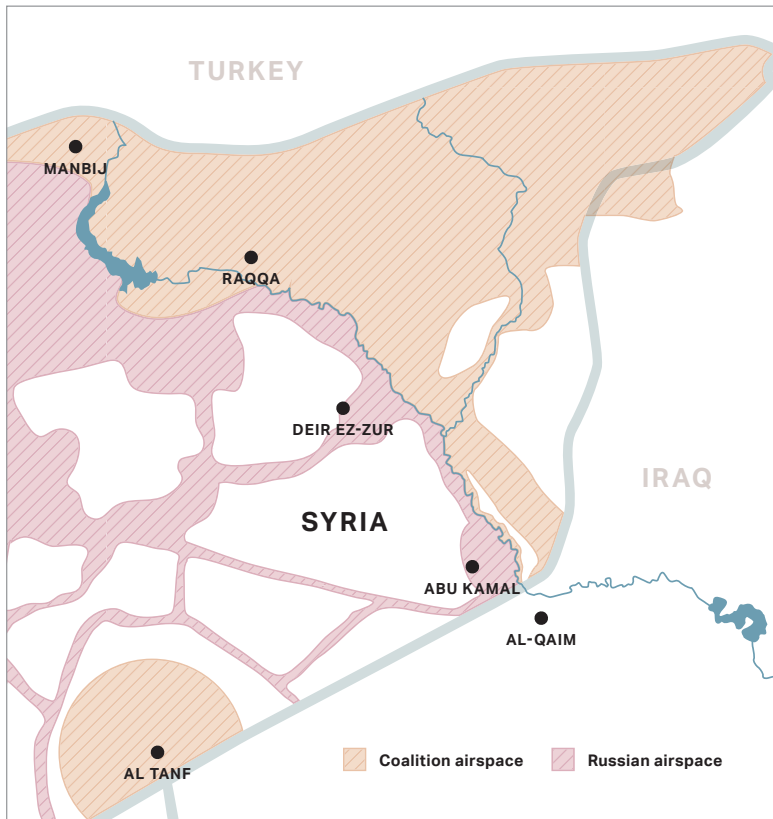 TURKEY
MANBIJ
RAQQA
DEIR EZ-ZUR
IRAQ
SYRIA
ABU KAMAL
AL-QAIM
Coalition airspace
Russian airspace
AL TANF